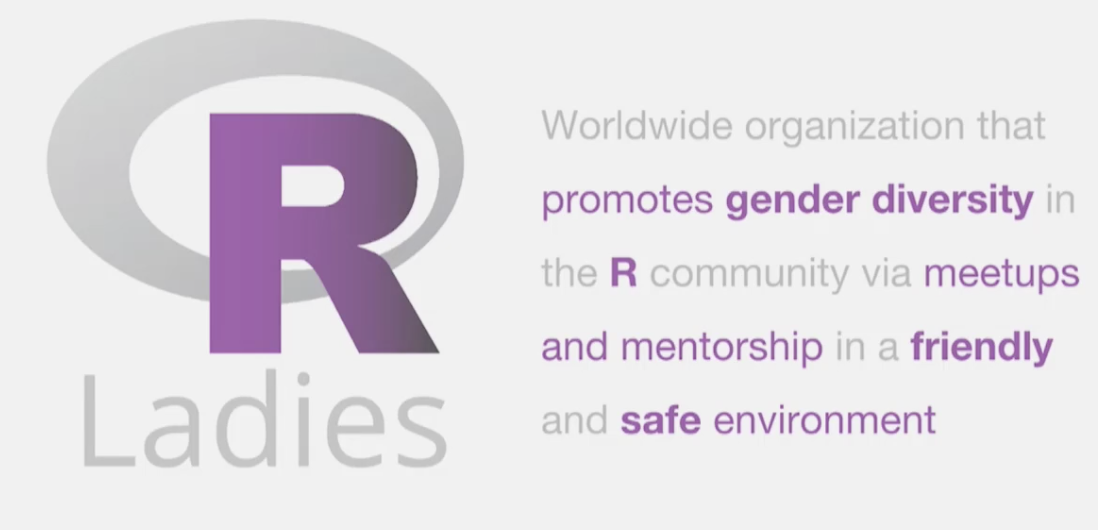 R
Ladies
Worldwide organization that
promotes gender diversity in
the R community via meetups
and mentorship in a friendly
and safe environment